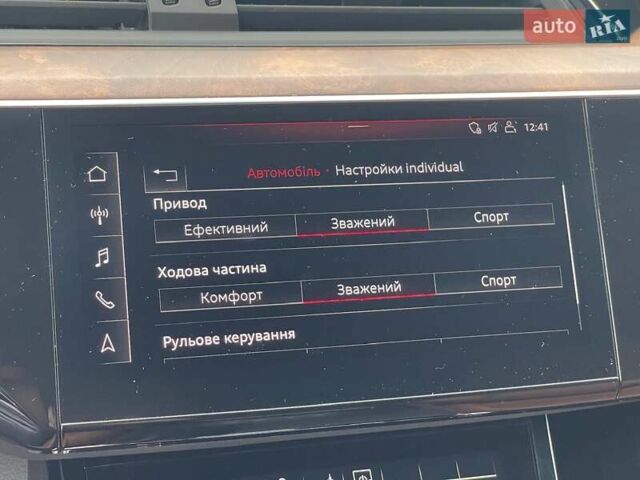 auto RIA
12:41
Автомобіль · Настройки individual
Привод
Ефективний Зважений Спорт
Ходова частина
Комфорт Зважений Спорт
Рульове керування